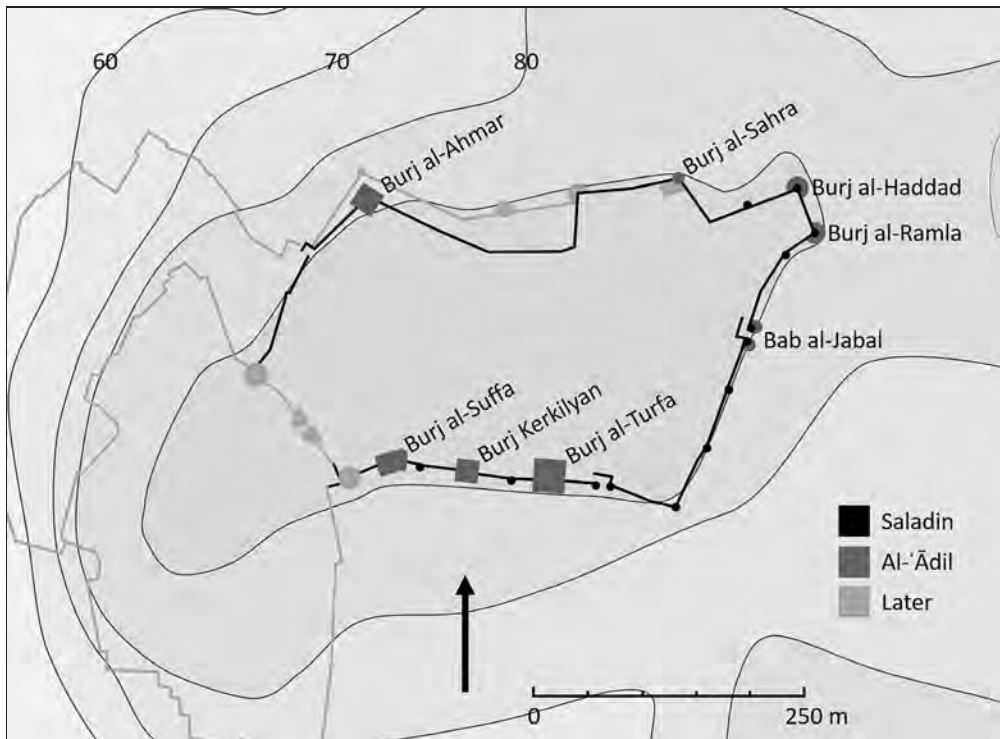 60
70
80
Burj al-Ahmar
Burj al-Sahra
Burj al-Haddad
Burj al-Ramla
Bab al-Jabal
Burj al-Suffa
Burj Kerkilyan
Burj al-Turfa
Saladin
Al-ʿĀdil
Later
0
250 m